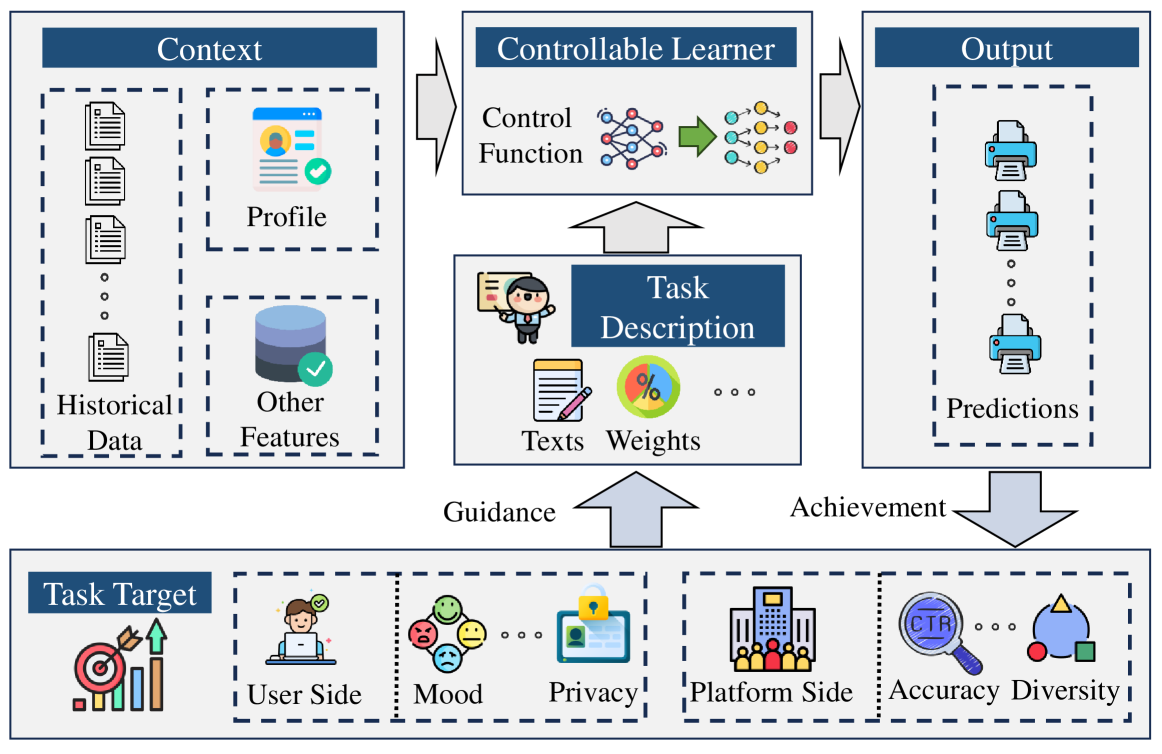 Context
Profile
Historical
Data
Other
Features
Controllable Learner
Control
Function
Task
Description
%
Texts
Weights
Output
Predictions
Guidance
Achievement
Task Target
User Side
Mood
Privacy
Platform Side
CTR
Accuracy
Diversity